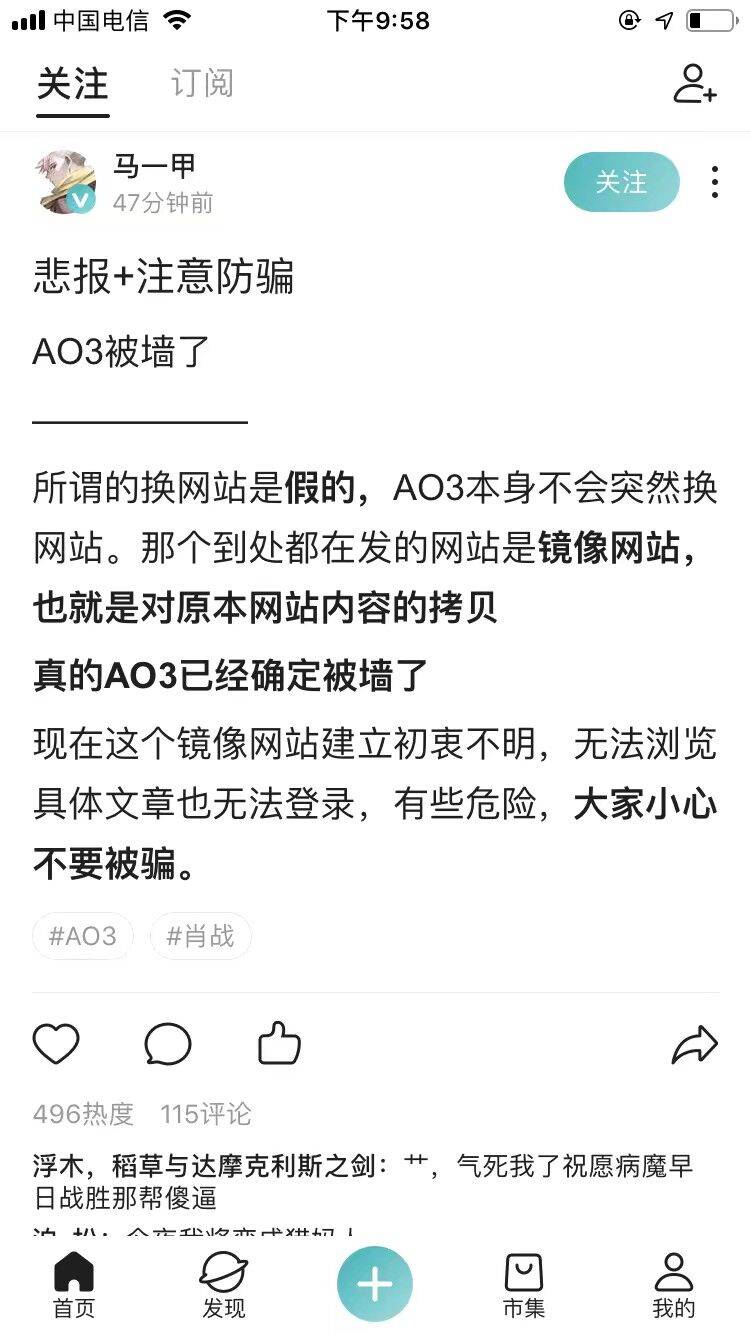 中国电信 下午9:58
关注 订阅
马一甲
47分钟前
关注
悲报+注意防骗
AO3被墙了
所谓的换网站是假的，AO3本身不会突然换
网站。那个到处都在发的网站是镜像网站，
也就是对原本网站内容的拷贝
真的AO3已经确定被墙了
现在这个镜像网站建立初衷不明，无法浏览
具体文章也无法登录，有些危险，大家小心
不要被骗。
#AO3 #肖战
496热度 115评论
浮木，稻草与达摩克利斯之剑：艹，气死我了祝愿病魔早
日战胜那帮傻逼
首页 发现 市集 我的